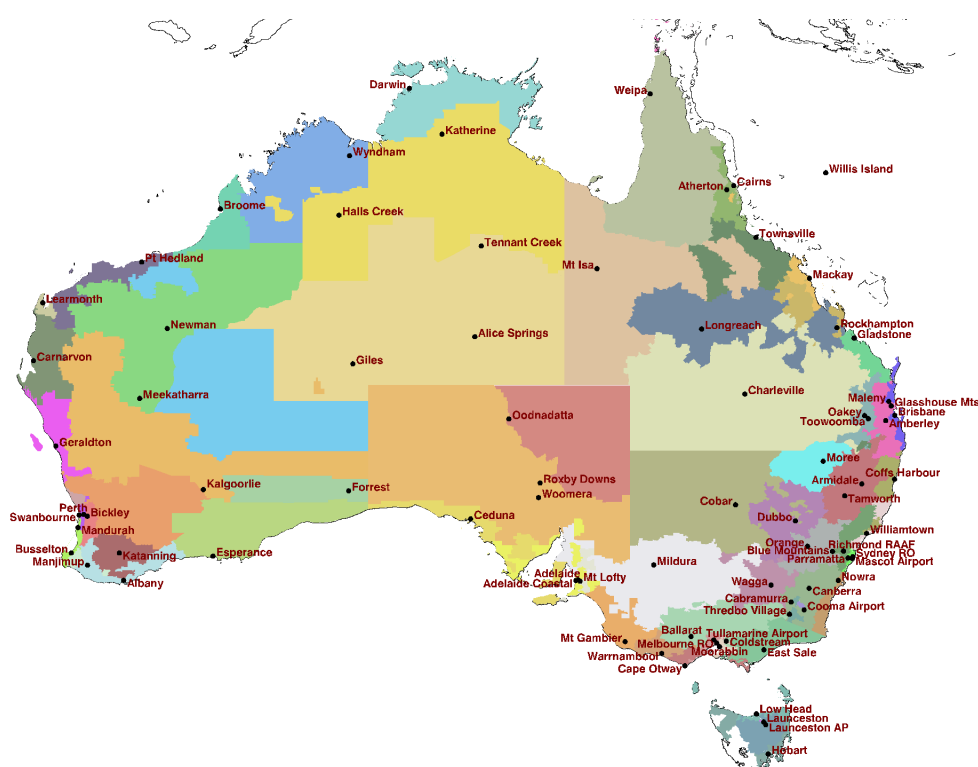 Darwin
Weipa
Katherine
Wyndham
Willis Island
Atherton
Cairns
Broome
Halls Creek
Townsville
Tennant Creek
Pt Hedland
Mt Isa
Mackay
Learmonth
Newman
Longreach
Rockhampton
Alice Springs
Gladstone
Carnarvon
Giles
Meekatharra
Charleville
Maleny
Glasshouse Mts
Oodnadatta
Oakey
Brisbane
Toowoomba
Amberley
Geraldton
Moree
Coffs Harbour
Kalgoorlie
Forrest
Roxby Downs
Armidale
Woomera
Tamworth
Cobar
Perth
Bickley
Swanbourne
Ceduna
Dubbo
Mandurah
Williamtown
Orange
Richmond RAAF
Busselton
Katanning
Esperance
Blue Mountains
Sydney RO
Manjimup
Mildura
Parramatta
Mascot Airport
Adelaide
Mt Lofty
Albany
Adelaide Coastal
Wagga
Nowra
Canberra
Cabramurra
Cooma Airport
Thredbo Village
Ballarat
Tullamarine Airport
Mt Gambier
Melbourne RO
Coldstream
Warrnambool
Moorabbin
East Sale
Cape Otway
Low Head
Launceston
Launceston AP
Hobart